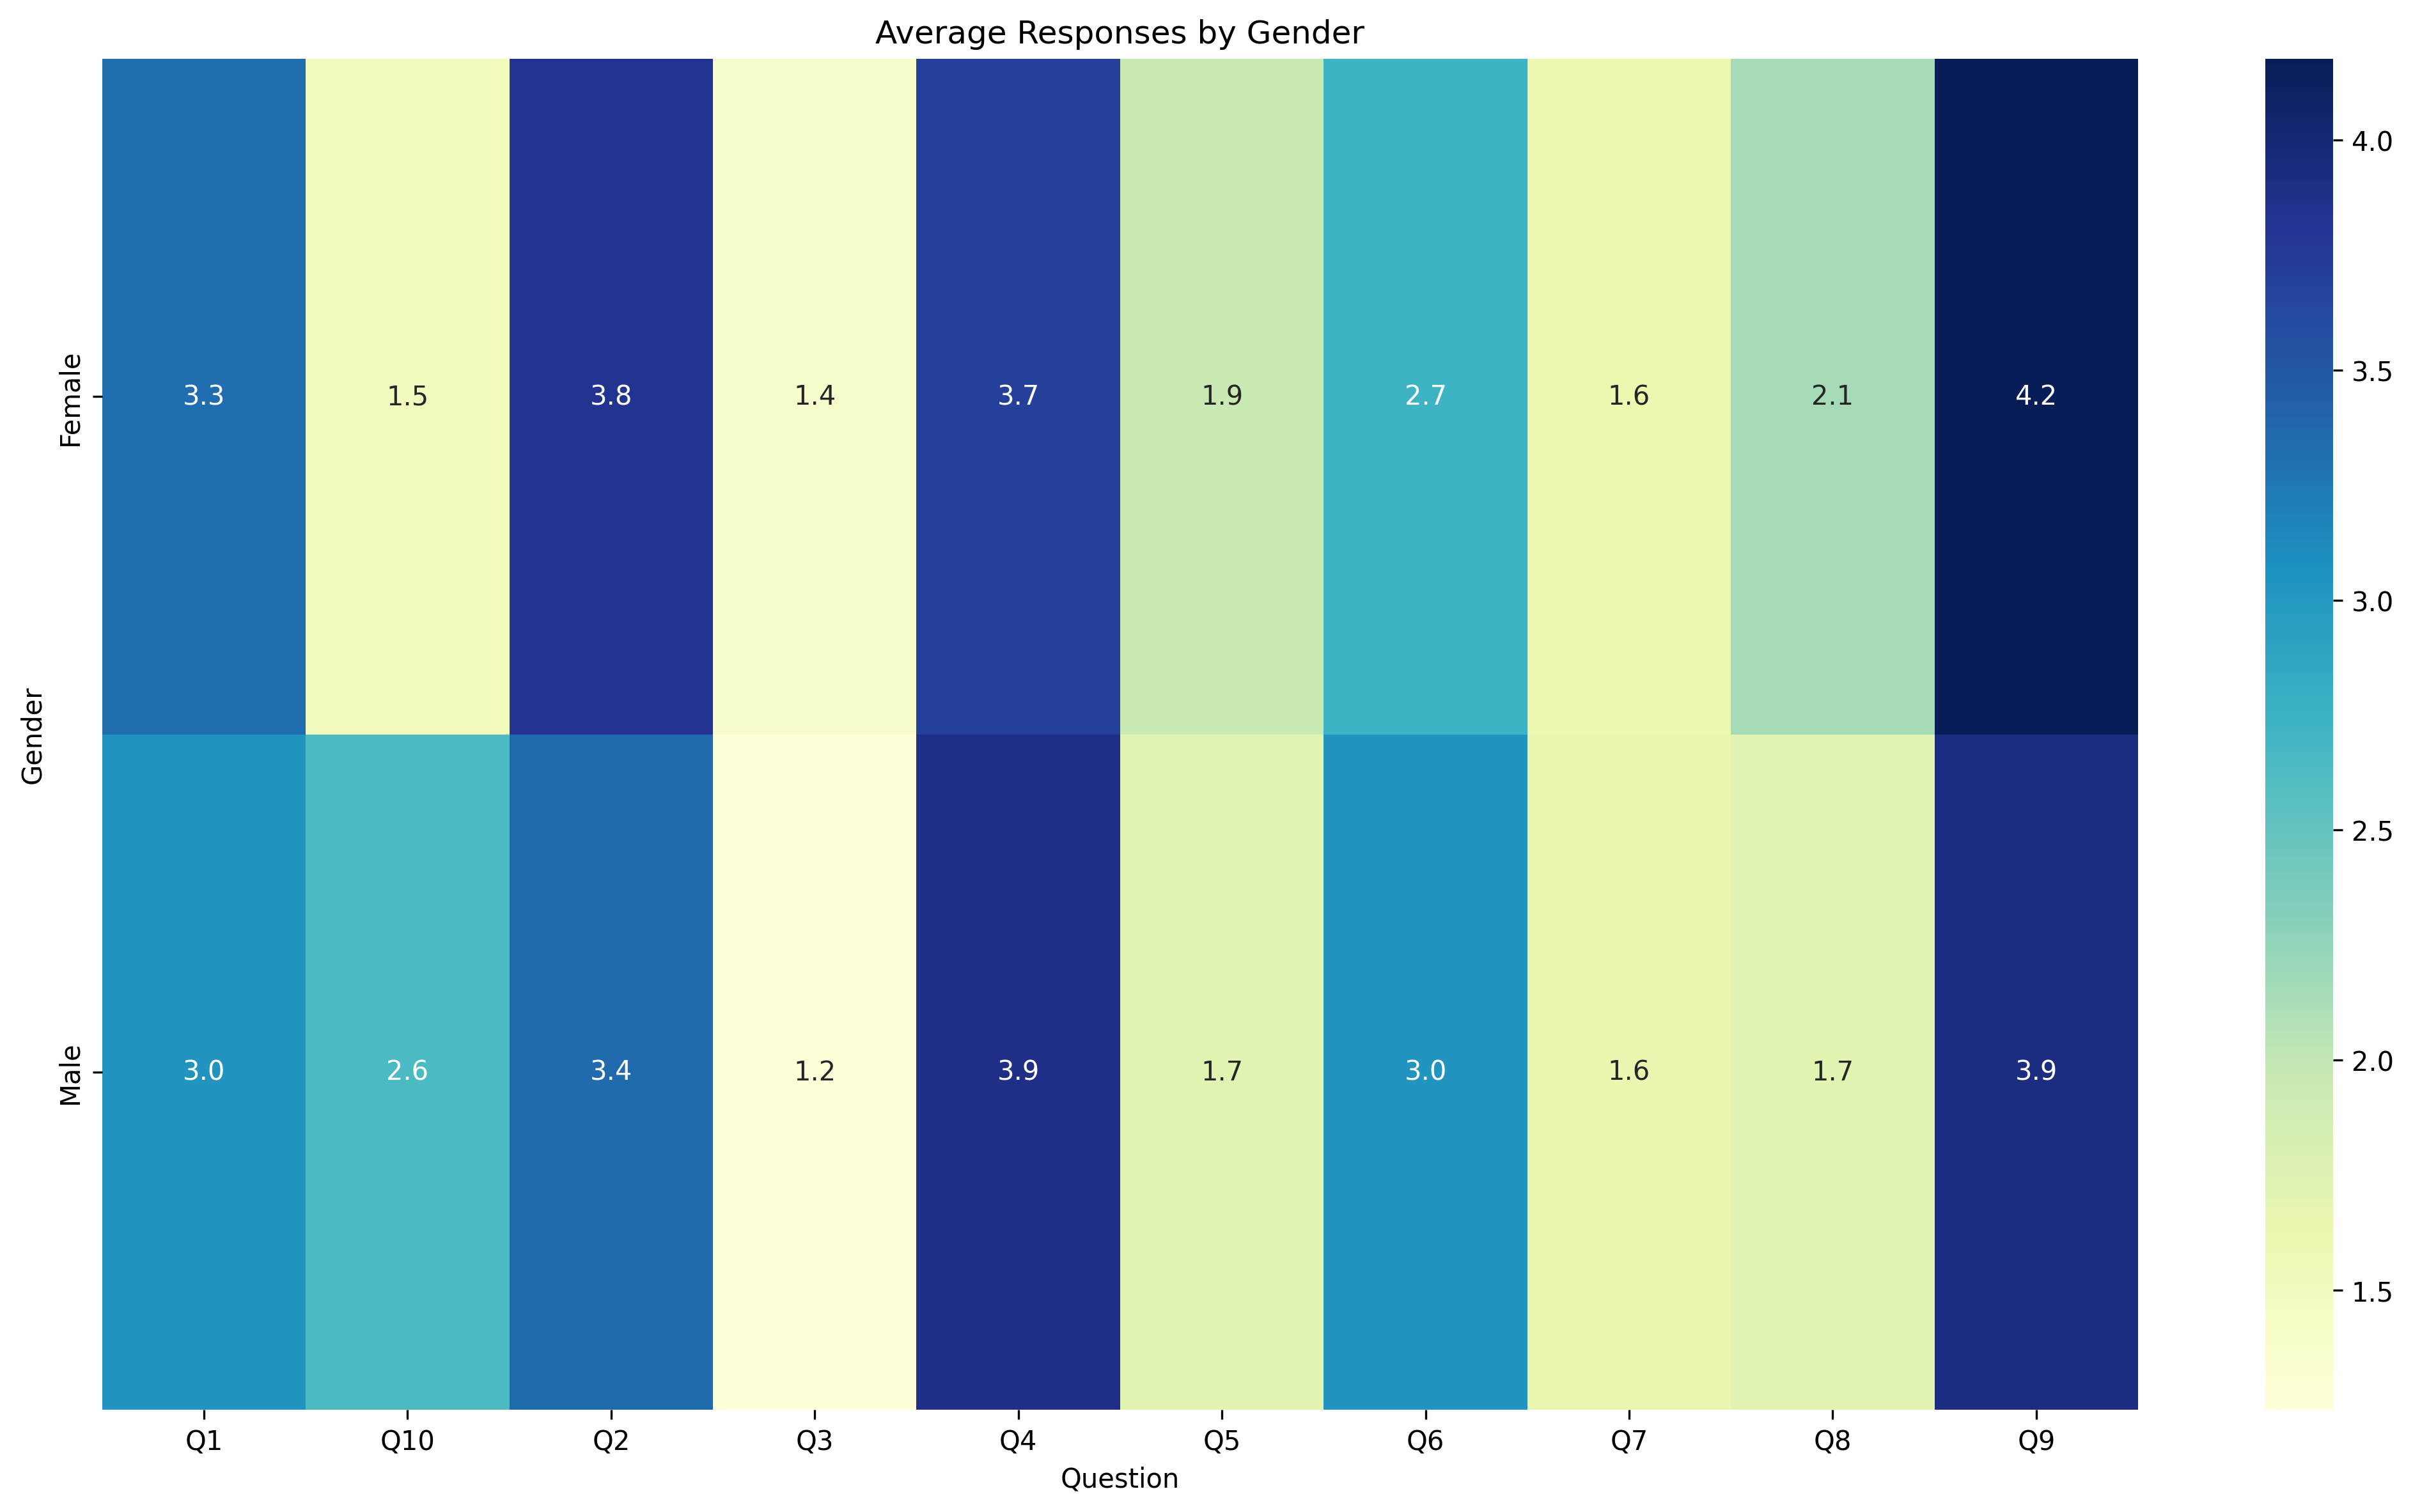 Average Responses by Gender
4.0
3.5
3.0
2.5
2.0
1.5
Gender
Female
3.3 1.5 3.8 1.4 3.7 1.9 2.7 1.6 2.1 4.2
Male
3.0 2.6 3.4 1.2 3.9 1.7 3.0 1.6 1.7 3.9
Q1 Q10 Q2 Q3 Q4 Q5 Q6 Q7 Q8 Q9
Question